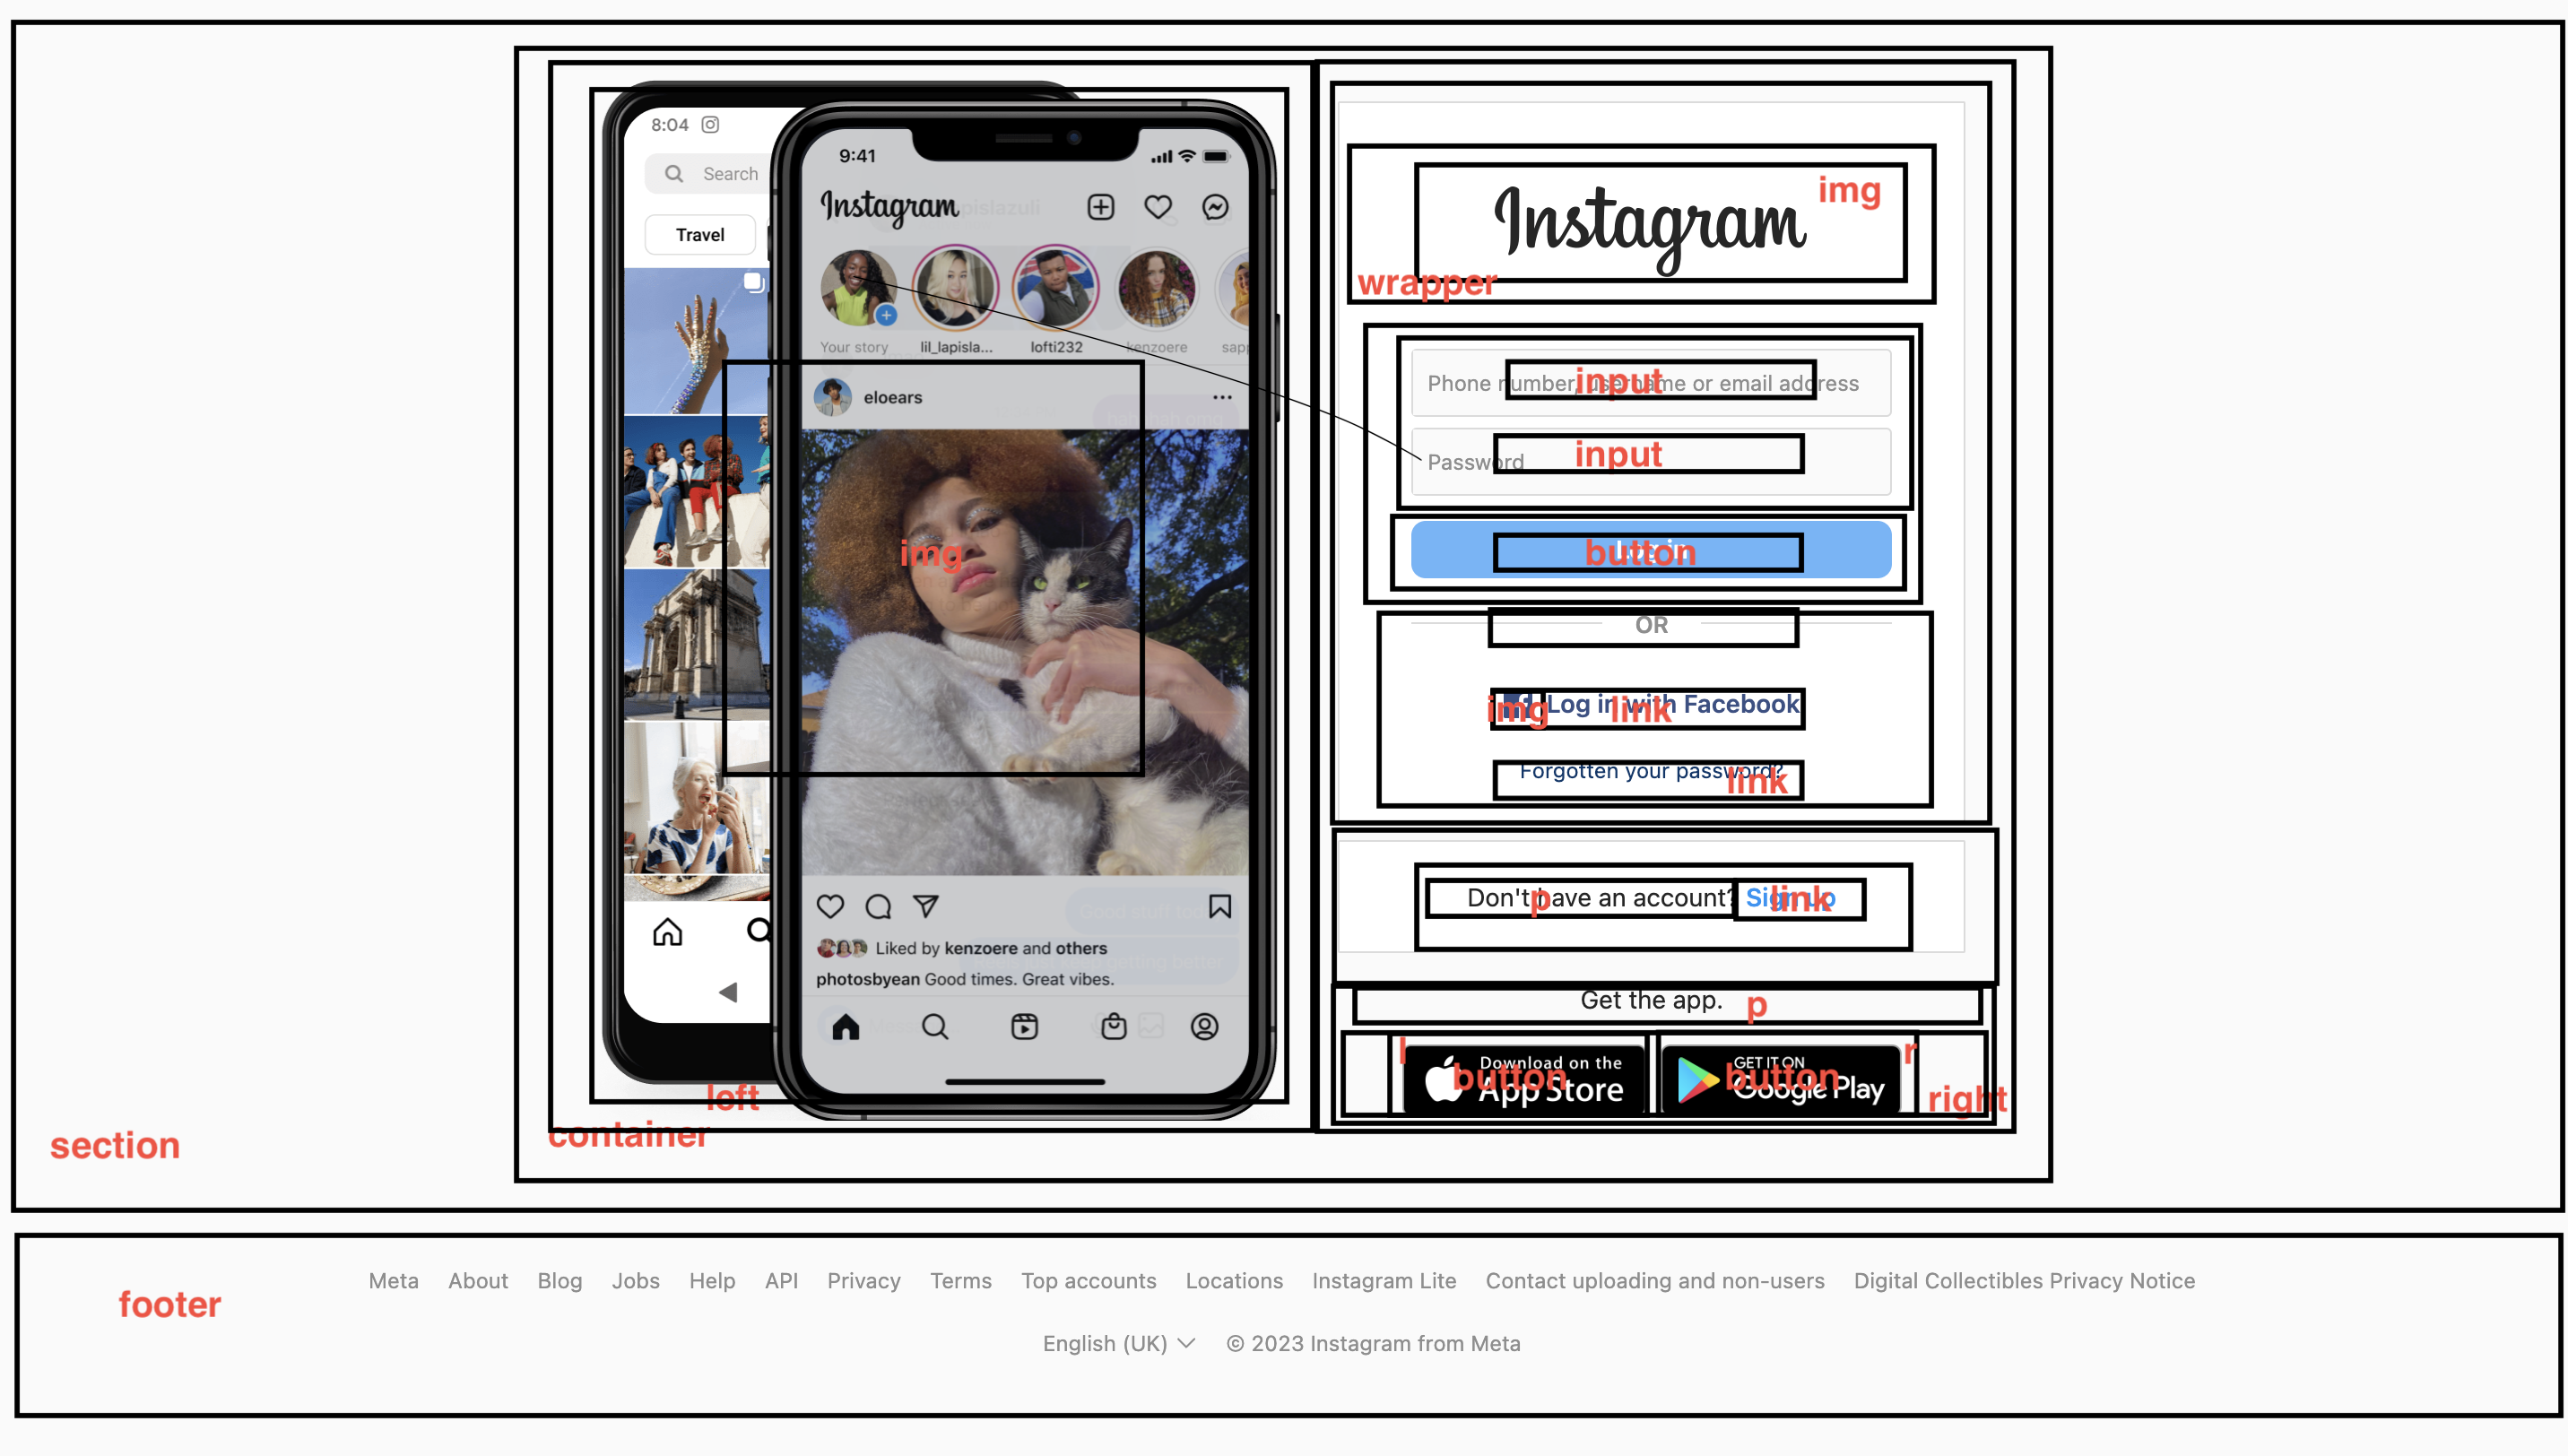 8:04
Search
Travel
9:41
Instagram
Your story
lil_lapisla...
lofti232
kenzoere
eloears
img
Liked by kenzoere and others
photosbyean Good times. Great vibes.
left
container
section
Instagram
img
wrapper
Phone number, username or email address
input
Password
input
Log in
button
OR
img
Log in with Facebook
link
Forgotten your password?
link
Don't have an account? Sign up
p
link
Get the app.
p
l
Download on the
App Store
button
GET IT ON
Google Play
button
r
right
footer
Meta About Blog Jobs Help API Privacy Terms Top accounts Locations Instagram Lite Contact uploading and non-users Digital Collectibles Privacy Notice
English (UK) © 2023 Instagram from Meta